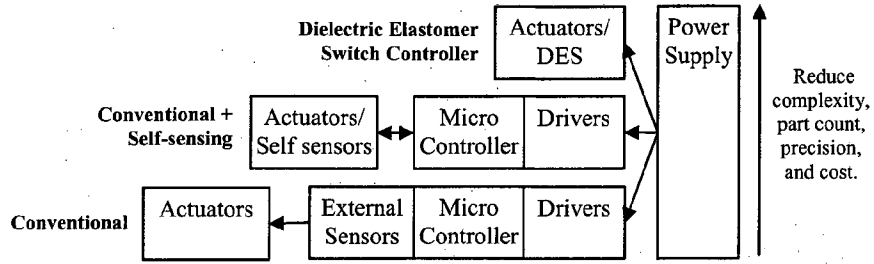 Dielectric Elastomer
Switch Controller
Actuators/
DES
Power
Supply
Conventional +
Self-sensing
Actuators/
Self sensors
Micro
Controller
Drivers
Reduce
complexity,
part count,
precision,
and cost.
Conventional
Actuators
External
Sensors
Micro
Controller
Drivers